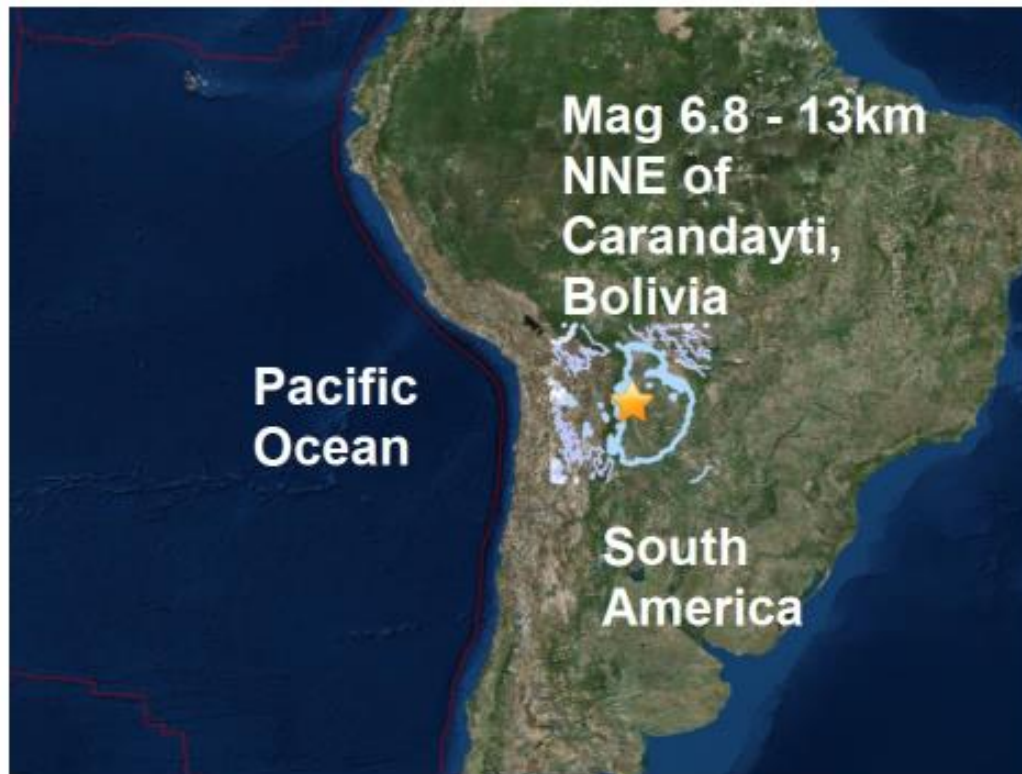 Mag 6.8 - 13km
NNE of
Carandayti,
Bolivia
Pacific
Ocean
South
America